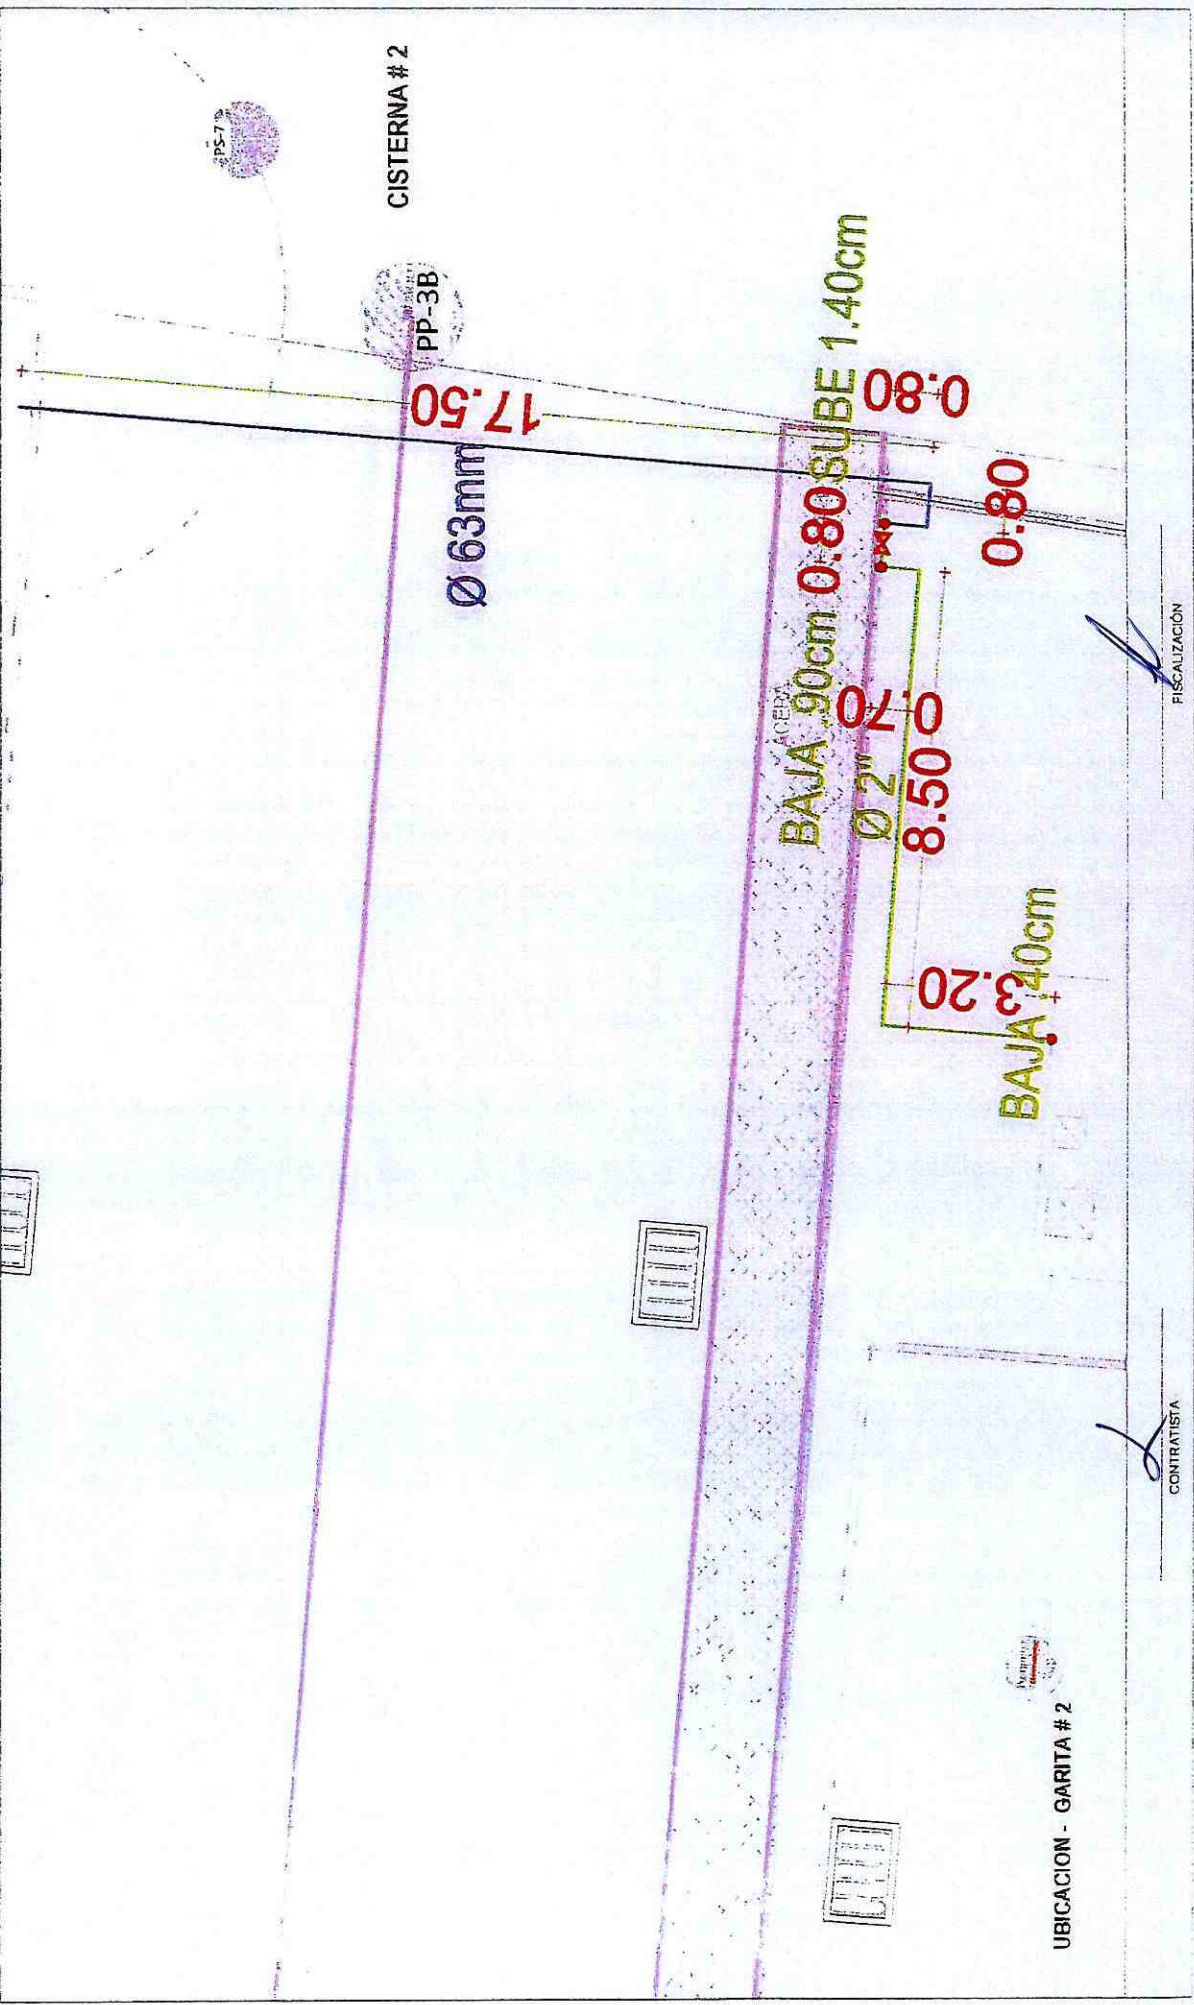 PS-7
CISTERNA # 2
PP-3B
17.50
Ø 63mm
SUBE 1.40cm
0.80
0.80
0.80
BAJA .90cm
ACERA
0.70
Ø 2"
8.50
3.20
BAJA .40cm
UBICACION - GARITA # 2
CONTRATISTA
FISCALIZACIÓN